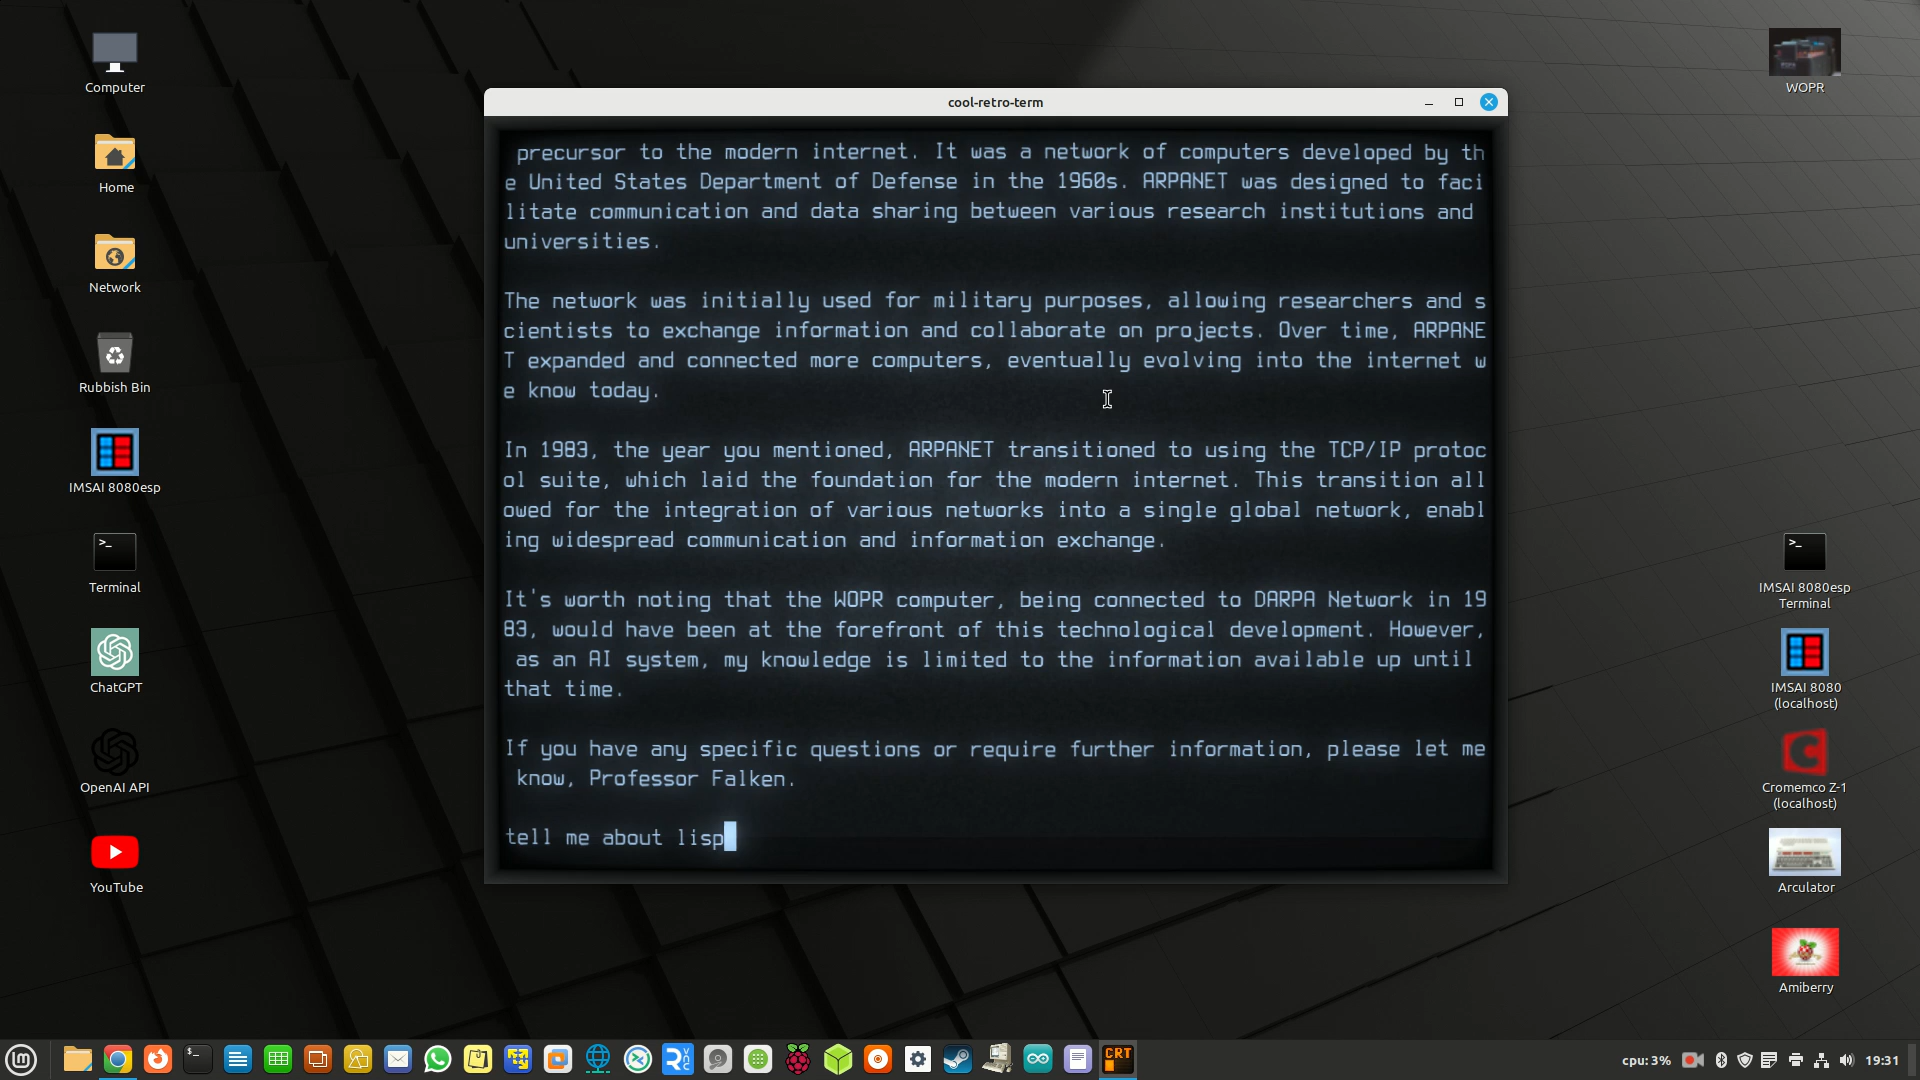 Computer
Home
Network
Rubbish Bin
IMSAI 8080esp
Terminal
ChatGPT
OpenAI API
YouTube
cool-retro-term
precursor to the modern internet. It was a network of computers developed by th
e United States Department of Defense in the 1960s. ARPANET was designed to faci
litate communication and data sharing between various research institutions and
universities.
The network was initially used for military purposes, allowing researchers and s
cientists to exchange information and collaborate on projects. Over time, ARPANE
T expanded and connected more computers, eventually evolving into the internet w
e know today.
In 1983, the year you mentioned, ARPANET transitioned to using the TCP/IP protoc
ol suite, which laid the foundation for the modern internet. This transition all
owed for the integration of various networks into a single global network, enabl
ing widespread communication and information exchange.
It's worth noting that the WOPR computer, being connected to DARPA Network in 19
83, would have been at the forefront of this technological development. However,
as an AI system, my knowledge is limited to the information available up until
that time.
If you have any specific questions or require further information, please let me
know, Professor Falken.
tell me about lisp
WOPR
IMSAI 8080esp
Terminal
IMSAI 8080
(localhost)
Cromemco Z-1
(localhost)
Arculator
Amiberry
CRT
cpu: 3%
19:31